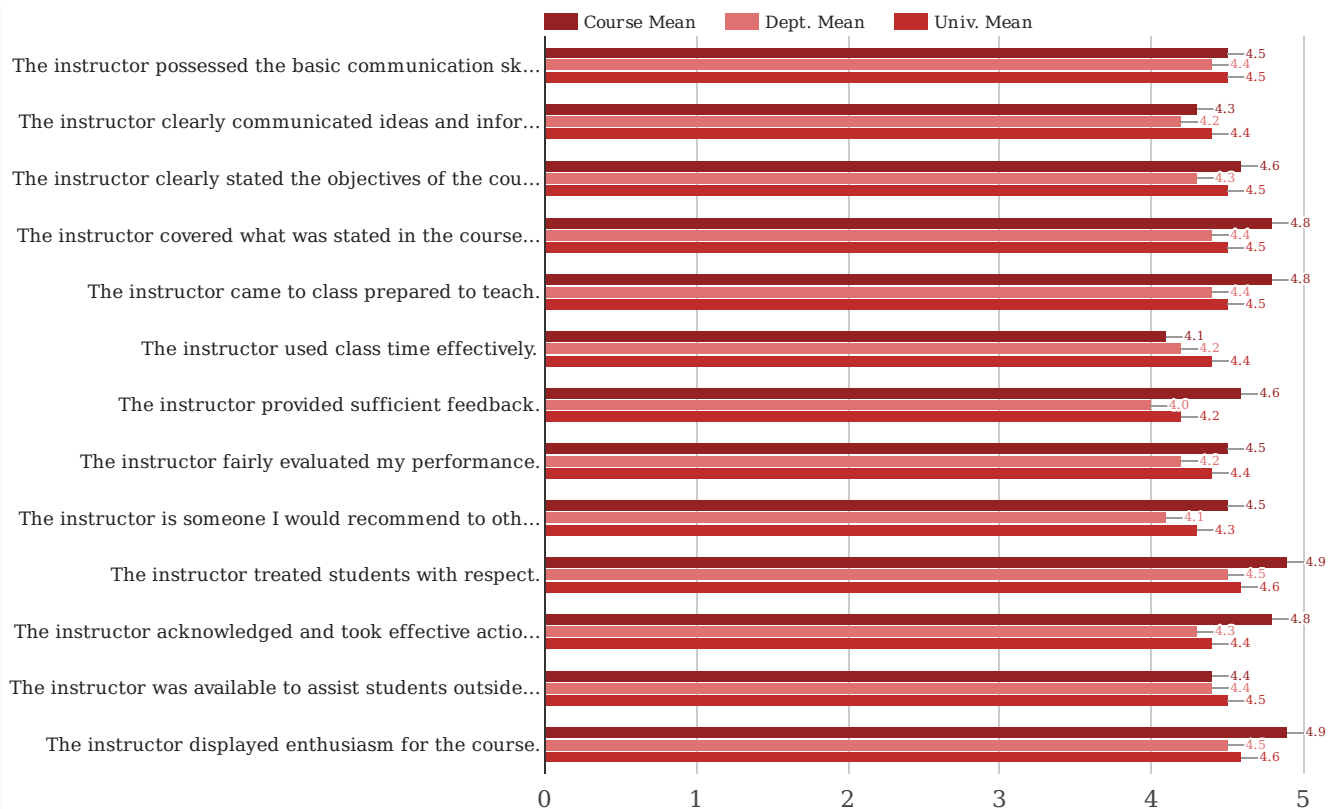 Course Mean Dept. Mean Univ. Mean
The instructor possessed the basic communication sk... 4.5 4.4 4.5
The instructor clearly communicated ideas and infor... 4.3 4.2 4.4
The instructor clearly stated the objectives of the cou... 4.6 4.3 4.5
The instructor covered what was stated in the course... 4.8 4.4 4.5
The instructor came to class prepared to teach. 4.8 4.4 4.5
The instructor used class time effectively. 4.1 4.2 4.4
The instructor provided sufficient feedback. 4.6 4.0 4.2
The instructor fairly evaluated my performance. 4.5 4.2 4.4
The instructor is someone I would recommend to oth... 4.5 4.1 4.3
The instructor treated students with respect. 4.9 4.5 4.6
The instructor acknowledged and took effective actio... 4.8 4.3 4.4
The instructor was available to assist students outside... 4.4 4.4 4.5
The instructor displayed enthusiasm for the course. 4.9 4.5 4.6
0 1 2 3 4 5